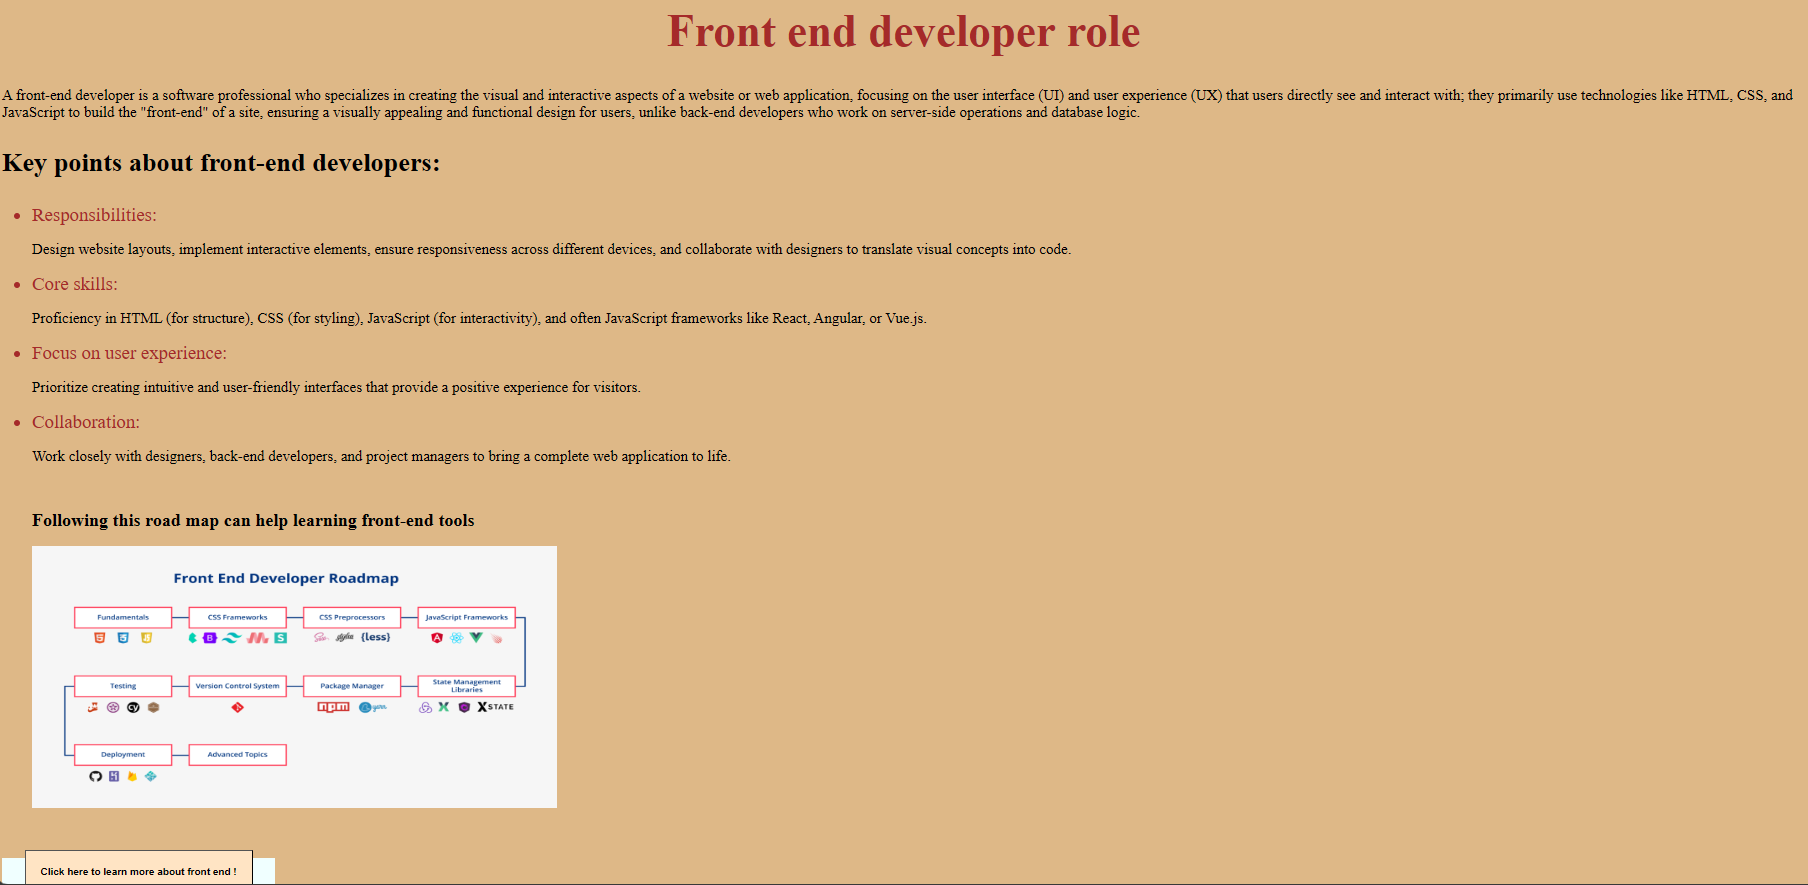 Front end developer role
A front-end developer is a software professional who specializes in creating the visual and interactive aspects of a website or web application, focusing on the user interface (UI) and user experience (UX) that users directly see and interact with; they primarily use technologies like HTML, CSS, and
JavaScript to build the "front-end" of a site, ensuring a visually appealing and functional design for users, unlike back-end developers who work on server-side operations and database logic.
Key points about front-end developers:
• Responsibilities:
Design website layouts, implement interactive elements, ensure responsiveness across different devices, and collaborate with designers to translate visual concepts into code.
• Core skills:
Proficiency in HTML (for structure), CSS (for styling), JavaScript (for interactivity), and often JavaScript frameworks like React, Angular, or Vue.js.
• Focus on user experience:
Prioritize creating intuitive and user-friendly interfaces that provide a positive experience for visitors.
• Collaboration:
Work closely with designers, back-end developers, and project managers to bring a complete web application to life.
Following this road map can help learning front-end tools
Front End Developer Roadmap
Fundamentals
CSS Frameworks
CSS Preprocessors
JavaScript Frameworks
B
S
Sass
stylus
{less}
Testing
Version Control System
Package Manager
State Management
Libraries
cy
npm
yarn
XSTATE
Deployment
Advanced Topics
Click here to learn more about front end !